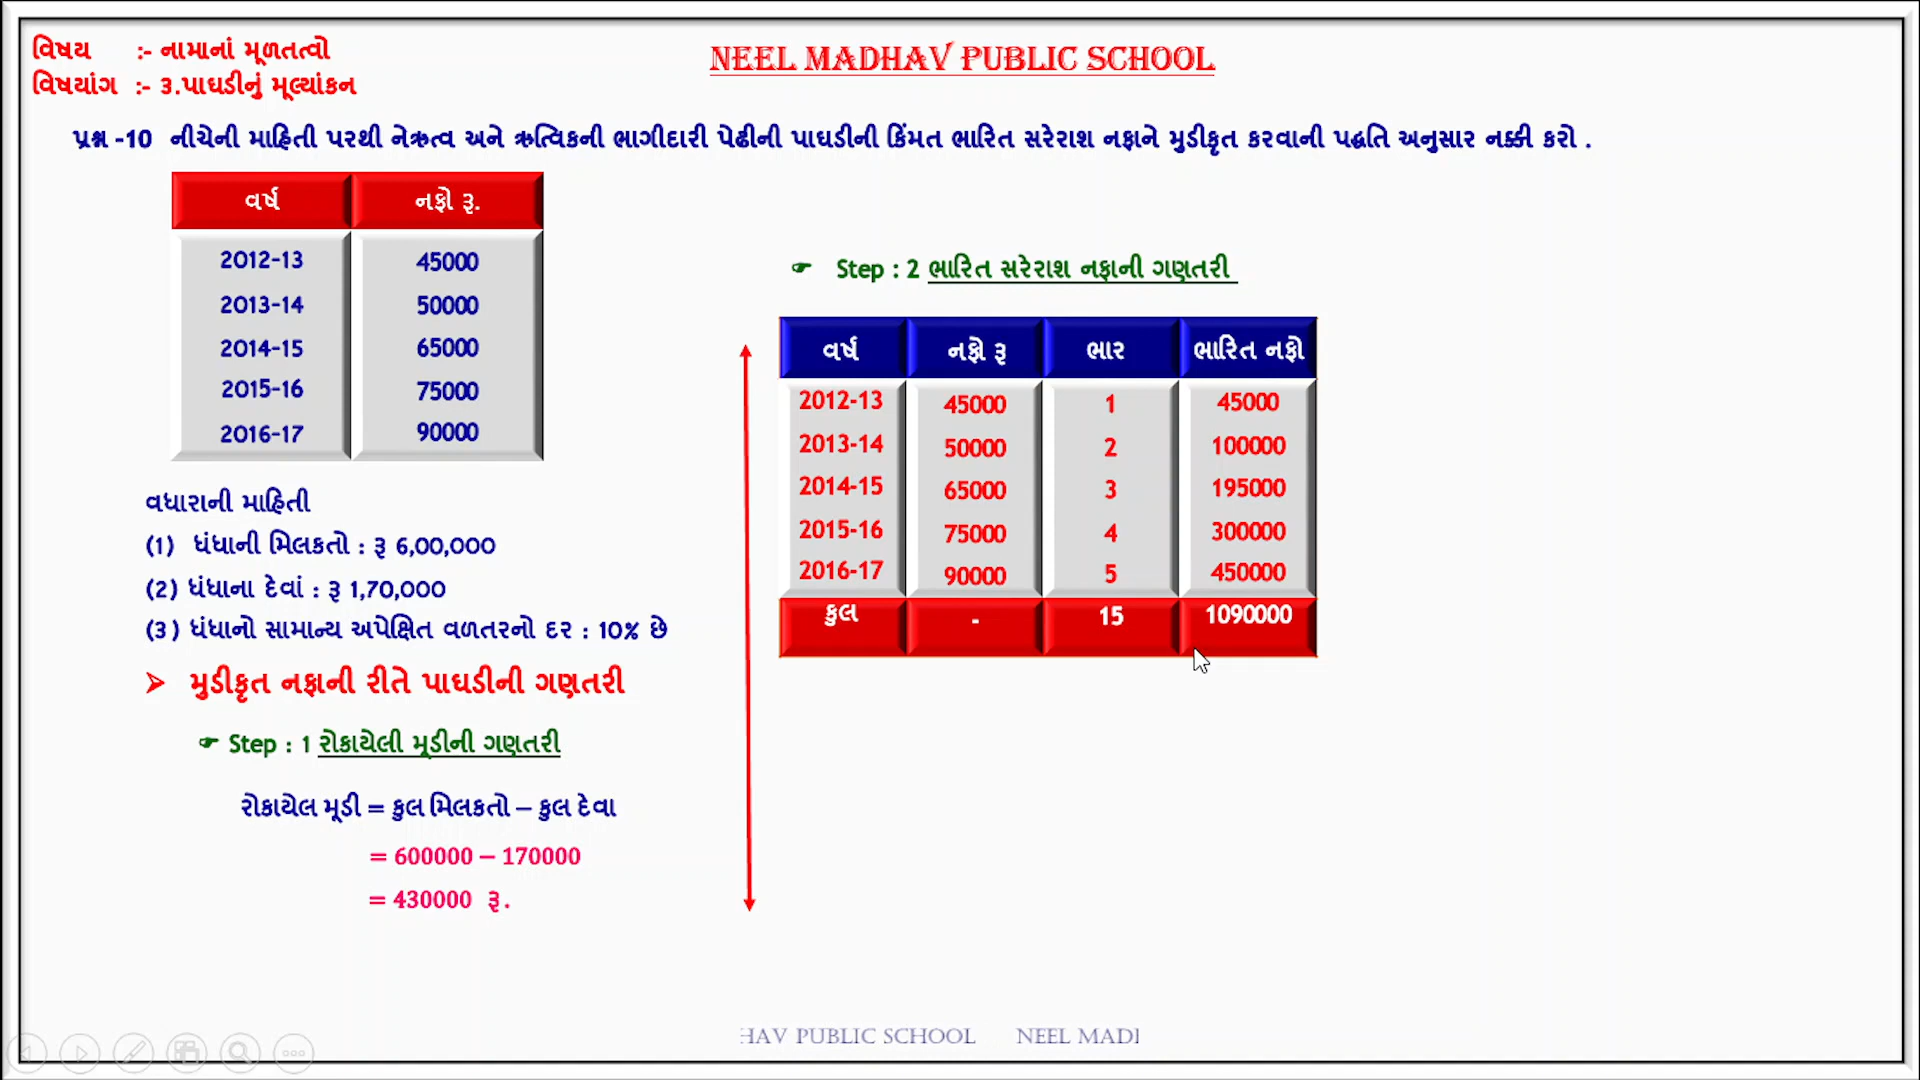 વિષય :- નામાનાં મૂળતત્વો
વિષયાંગ :- ૩.પાઘડીનું મૂલ્યાંકન
NEEL MADHAV PUBLIC SCHOOL
પ્રશ્ન -10 નીચેની માહિતી પરથી નેઋત્વ અને ઋત્વિકની ભાગીદારી પેઢીની પાઘડીની કિંમત ભારિત સરેરાશ નફાને મુડીકૃત કરવાની પદ્ધતિ અનુસાર નક્કી કરો .
વર્ષ નફો રૂ.
2012-13 45000
2013-14 50000
2014-15 65000
2015-16 75000
2016-17 90000
વધારાની માહિતી
(1) ધંધાની મિલકતો : રૂ 6,00,000
(2) ધંધાના દેવાં : રૂ 1,70,000
(3) ધંધાનો સામાન્ય અપેક્ષિત વળતરનો દર : 10% છે
➢ મુડીકૃત નફાની રીતે પાઘડીની ગણતરી
☞ Step : 1 રોકાયેલી મૂડીની ગણતરી
રોકાયેલ મૂડી = કુલ મિલકતો – કુલ દેવા
= 600000 – 170000
= 430000 રૂ.
☞ Step : 2 ભારિત સરેરાશ નફાની ગણતરી
વર્ષ નફો રૂ ભાર ભારિત નફો
2012-13 45000 1 45000
2013-14 50000 2 100000
2014-15 65000 3 195000
2015-16 75000 4 300000
2016-17 90000 5 450000
કુલ - 15 1090000
HAV PUBLIC SCHOOL NEEL MADH